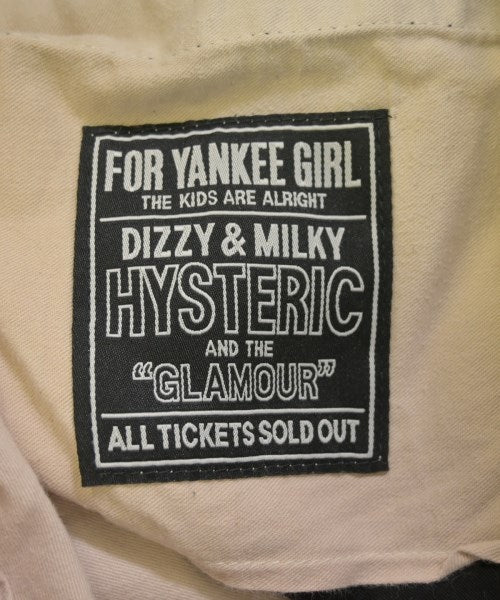 FOR YANKEE GIRL
THE KIDS ARE ALRIGHT
DIZZY & MILKY
HYSTERIC
AND THE
“GLAMOUR”
ALL TICKETS SOLD OUT